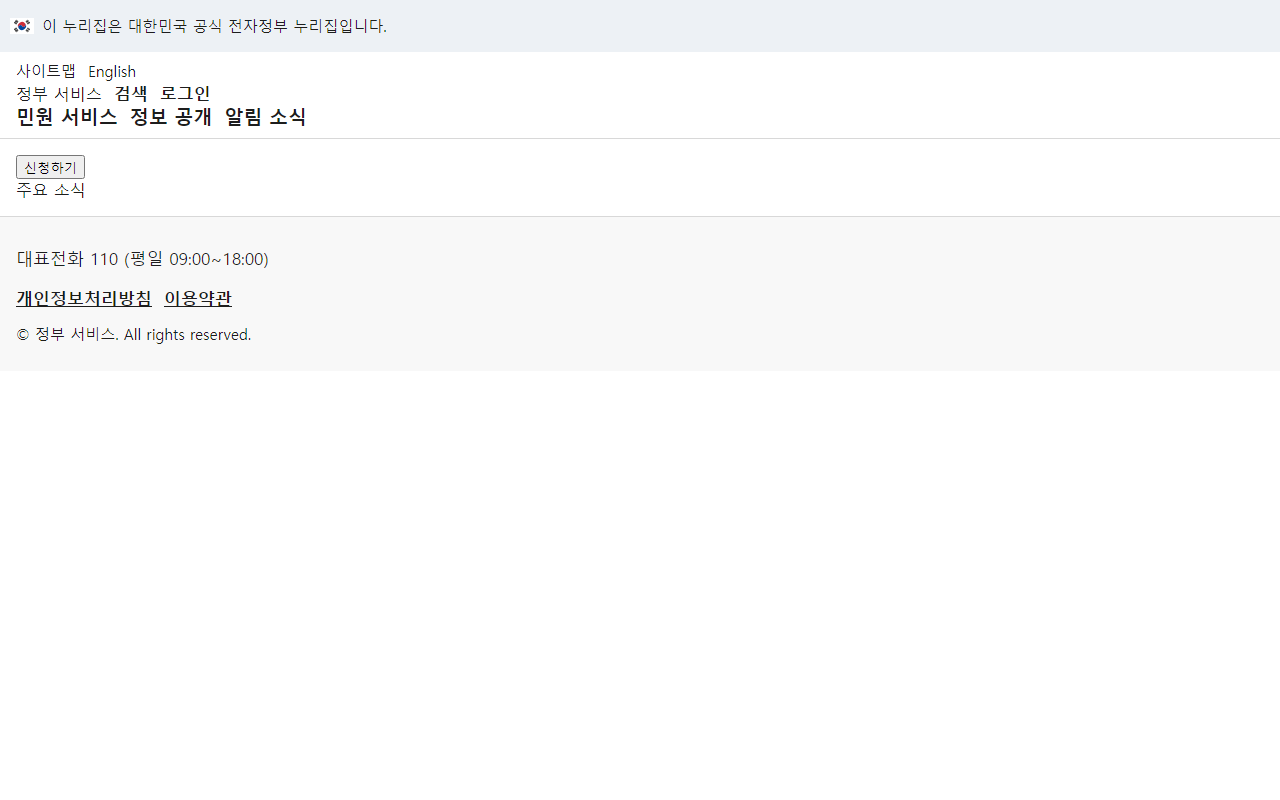 이 누리집은 대한민국 공식 전자정부 누리집입니다.
사이트맵 English
정부 서비스 검색 로그인
민원 서비스 정보 공개 알림 소식
신청하기
주요 소식
대표전화 110 (평일 09:00~18:00)
개인정보처리방침 이용약관
© 정부 서비스. All rights reserved.